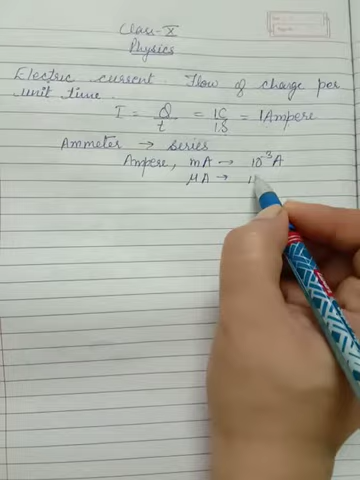 Class-X
Physics
Electric current. Flow of charge per
unit time.
I = Q/t = 1C/1S = 1Ampere
Ammeter → series
Ampere, mA → 10⁻³A
μA → 1